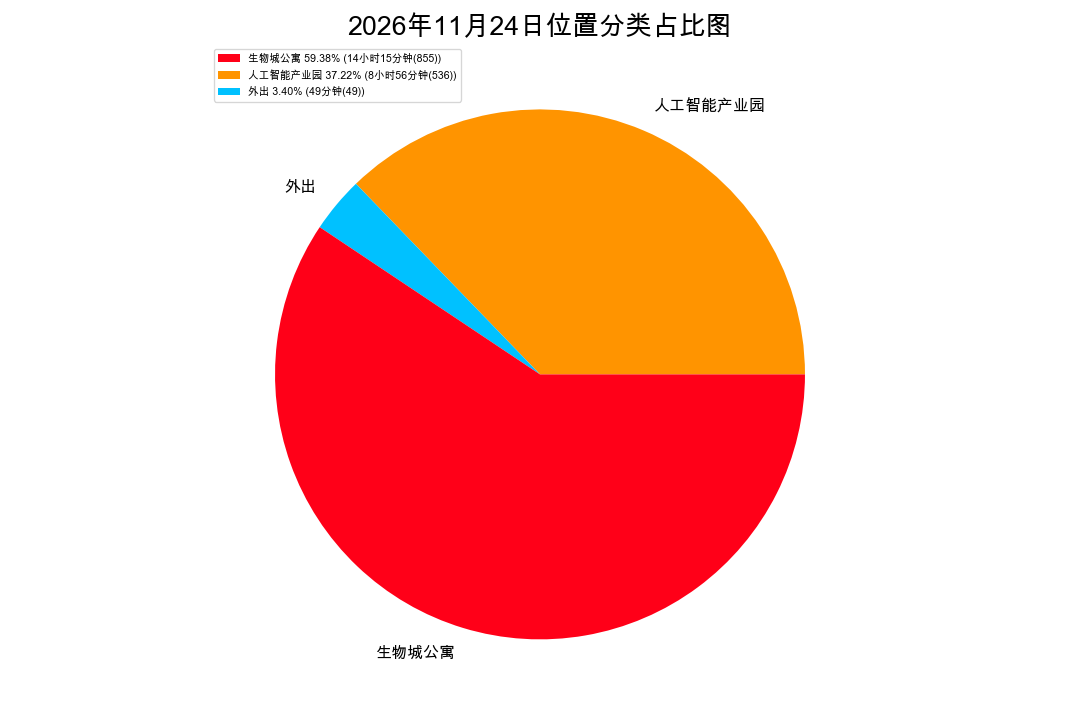 2026年11月24日位置分类占比图
生物城公寓 59.38% (14小时15分钟(855))
人工智能产业园 37.22% (8小时56分钟(536))
外出 3.40% (49分钟(49))
人工智能产业园
外出
生物城公寓